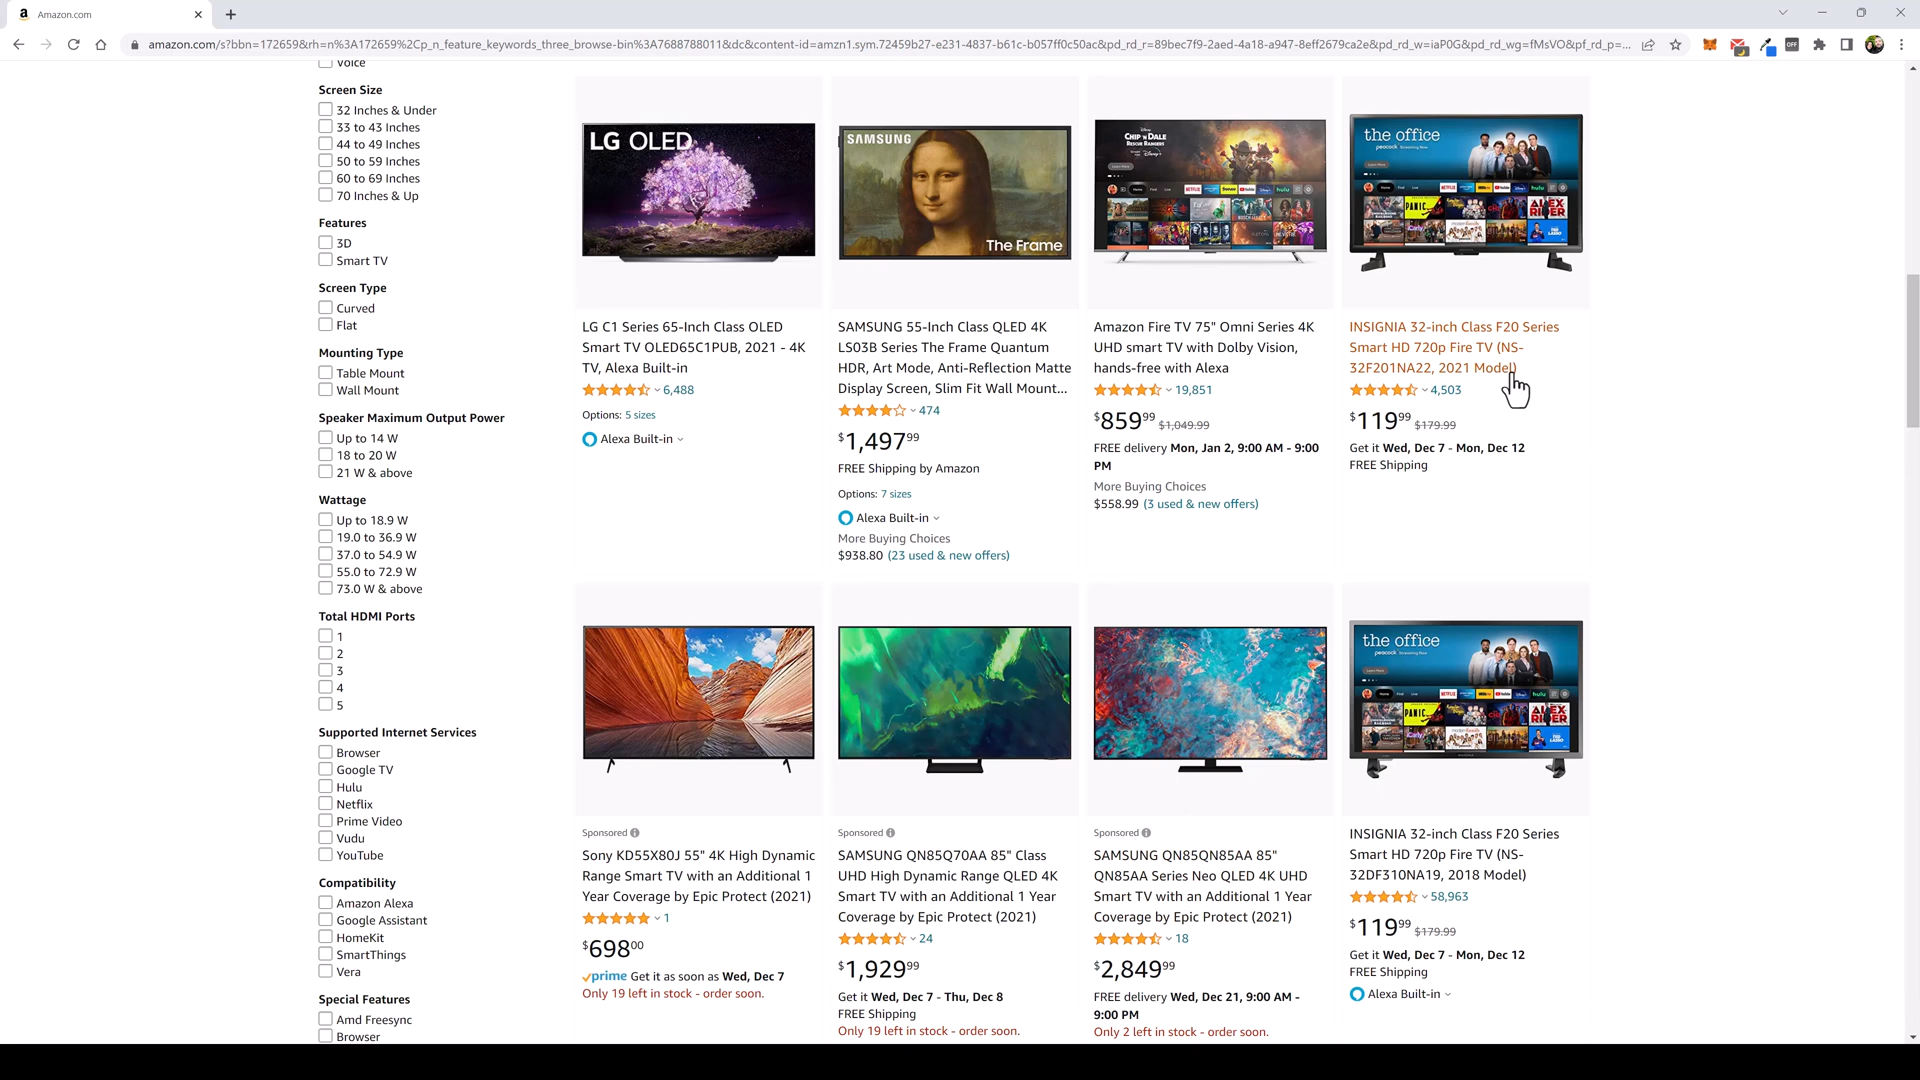 Amazon.com
amazon.com/s?bbn=172659&rh=n%3A172659%2Cp_n_feature_keywords_three_browse-bin%3A7688788011&dc&content-id=amzn1.sym.72459b27-e231-4837-b61c-b057ff0c50ac&pd_rd_r=89bec7f9-2aed-4a18-a947-8eff2679ca2e&pd_rd_w=iaP0G&pd_rd_wg=fMsVO&pf_rd_p=...
OFF
Voice
Screen Size
32 Inches & Under
33 to 43 Inches
44 to 49 Inches
50 to 59 Inches
60 to 69 Inches
70 Inches & Up
Features
3D
Smart TV
Screen Type
Curved
Flat
Mounting Type
Table Mount
Wall Mount
Speaker Maximum Output Power
Up to 14 W
18 to 20 W
21 W & above
Wattage
Up to 18.9 W
19.0 to 36.9 W
37.0 to 54.9 W
55.0 to 72.9 W
73.0 W & above
Total HDMI Ports
1
2
3
4
5
Supported Internet Services
Browser
Google TV
Hulu
Netflix
Prime Video
Vudu
YouTube
Compatibility
Amazon Alexa
Google Assistant
HomeKit
SmartThings
Vera
Special Features
Amd Freesync
Browser
LG OLED
LG C1 Series 65-Inch Class OLED
Smart TV OLED65C1PUB, 2021 - 4K
TV, Alexa Built-in
6,488
Options: 5 sizes
Alexa Built-in
SAMSUNG
The Frame
SAMSUNG 55-Inch Class QLED 4K
LS03B Series The Frame Quantum
HDR, Art Mode, Anti-Reflection Matte
Display Screen, Slim Fit Wall Mount...
474
$1,497.99
FREE Shipping by Amazon
Options: 7 sizes
Alexa Built-in
More Buying Choices
$938.80 (23 used & new offers)
CHIP 'N DALE
RESCUE RANGERS
NETFLIX
hulu
Amazon Fire TV 75" Omni Series 4K
UHD smart TV with Dolby Vision,
hands-free with Alexa
19,851
$859.99 $1,049.99
FREE delivery Mon, Jan 2, 9:00 AM - 9:00
PM
More Buying Choices
$558.99 (3 used & new offers)
the office
peacock
NETFLIX
hulu
PANIC
ALEX
RIDER
INSIGNIA 32-inch Class F20 Series
Smart HD 720p Fire TV (NS-
32F201NA22, 2021 Model)
4,503
$119.99 $179.99
Get it Wed, Dec 7 - Mon, Dec 12
FREE Shipping
Sponsored
Sony KD55X80J 55" 4K High Dynamic
Range Smart TV with an Additional 1
Year Coverage by Epic Protect (2021)
1
$698.00
prime Get it as soon as Wed, Dec 7
Only 19 left in stock - order soon.
Sponsored
SAMSUNG QN85Q70AA 85" Class
UHD High Dynamic Range QLED 4K
Smart TV with an Additional 1 Year
Coverage by Epic Protect (2021)
24
$1,929.99
Get it Wed, Dec 7 - Thu, Dec 8
FREE Shipping
Only 19 left in stock - order soon.
Sponsored
SAMSUNG QN85QN85AA 85"
QN85AA Series Neo QLED 4K UHD
Smart TV with an Additional 1 Year
Coverage by Epic Protect (2021)
18
$2,849.99
FREE delivery Wed, Dec 21, 9:00 AM -
9:00 PM
Only 2 left in stock - order soon.
the office
peacock
NETFLIX
hulu
PANIC
ALEX
RIDER
INSIGNIA 32-inch Class F20 Series
Smart HD 720p Fire TV (NS-
32DF310NA19, 2018 Model)
58,963
$119.99 $179.99
Get it Wed, Dec 7 - Mon, Dec 12
FREE Shipping
Alexa Built-in